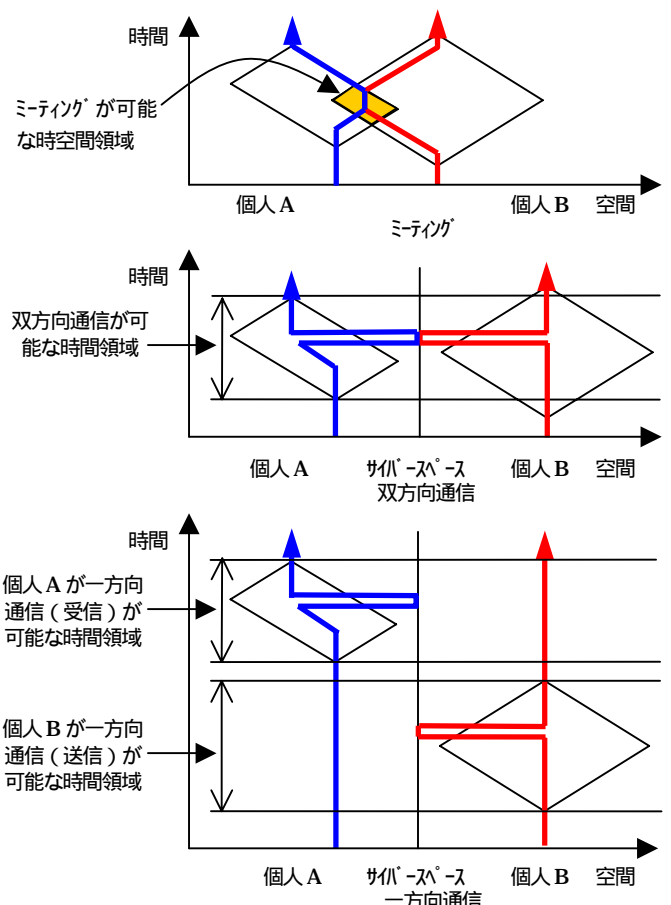 時間
ﾐｰﾃｨﾝｸﾞが可能
な時空間領域
個人A
個人B
空間
ﾐｰﾃｨﾝｸﾞ
時間
双方向通信が可
能な時間領域
個人A
ｻｲﾊﾞｰｽﾍﾟｰｽ
個人B
空間
双方向通信
時間
個人Aが一方向
通信(受信)が
可能な時間領域
個人Bが一方向
通信(送信)が
可能な時間領域
個人A
ｻｲﾊﾞｰｽﾍﾟｰｽ
個人B
空間
一方向通信